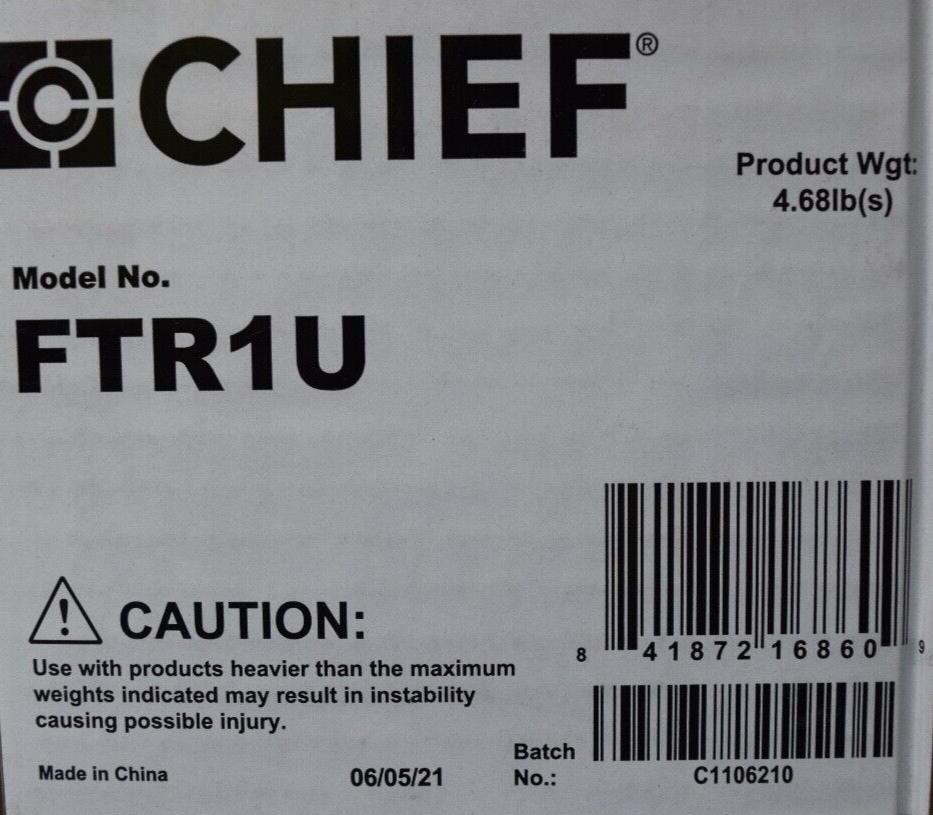 CHIEF®
Product Wgt:
4.68lb(s)
Model No.
FTR1U
CAUTION:
Use with products heavier than the maximum
weights indicated may result in instability
causing possible injury.
8 41872 16860 9
Batch
No.:
C1106210
Made in China
06/05/21